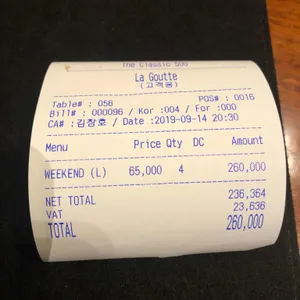 The Classic 500
La Goutte
(고객용)
Table# : 056 POS# : 0016
Bill# : 000096 / Kor :004 / For :000
CA# : 김창호 / Date :2019-09-14 20:30
Menu Price Qty DC Amount
WEEKEND (L) 65,000 4 260,000
NET TOTAL 236,364
VAT 23,636
TOTAL 260,000